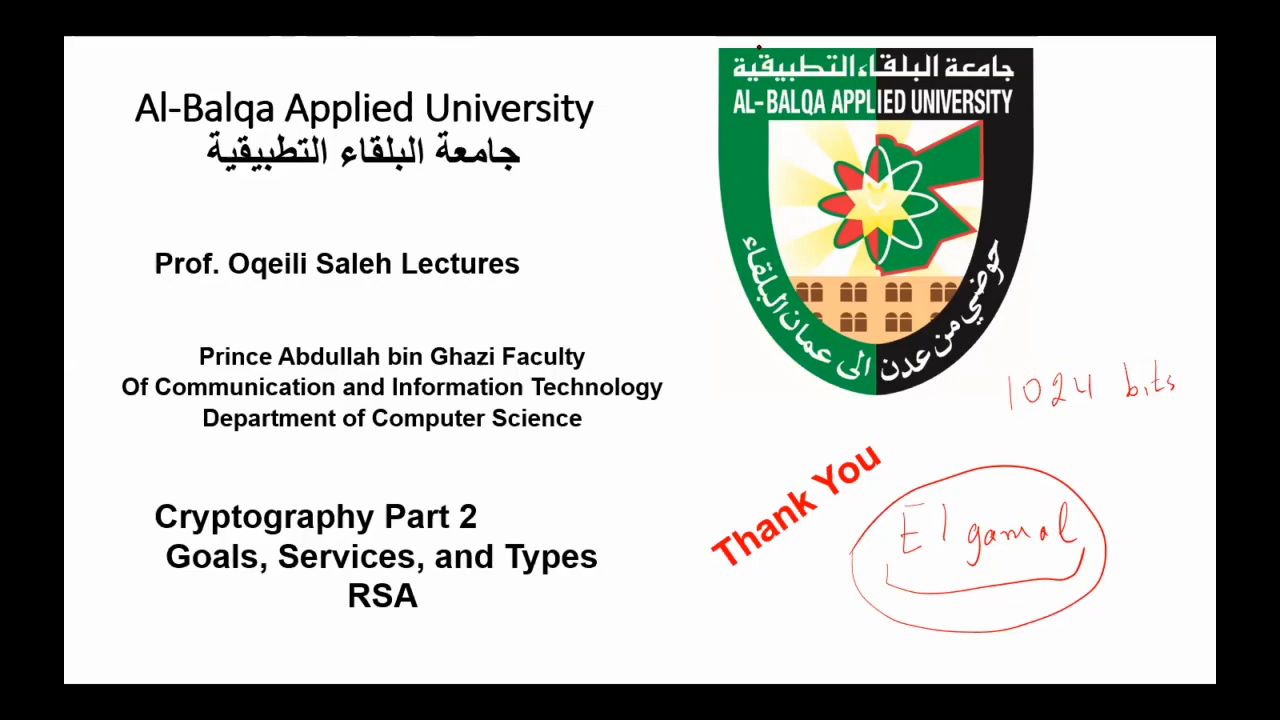 Al-Balqa Applied University
جامعة البلقاء التطبيقية
Prof. Oqeili Saleh Lectures
Prince Abdullah bin Ghazi Faculty
Of Communication and Information Technology
Department of Computer Science
Cryptography Part 2
Goals, Services, and Types
RSA
جامعة البلقاء التطبيقية
AL-BALQA APPLIED UNIVERSITY
حوضي من عدن الى عمان البلقاء
1024 bits
Thank You
El gamal